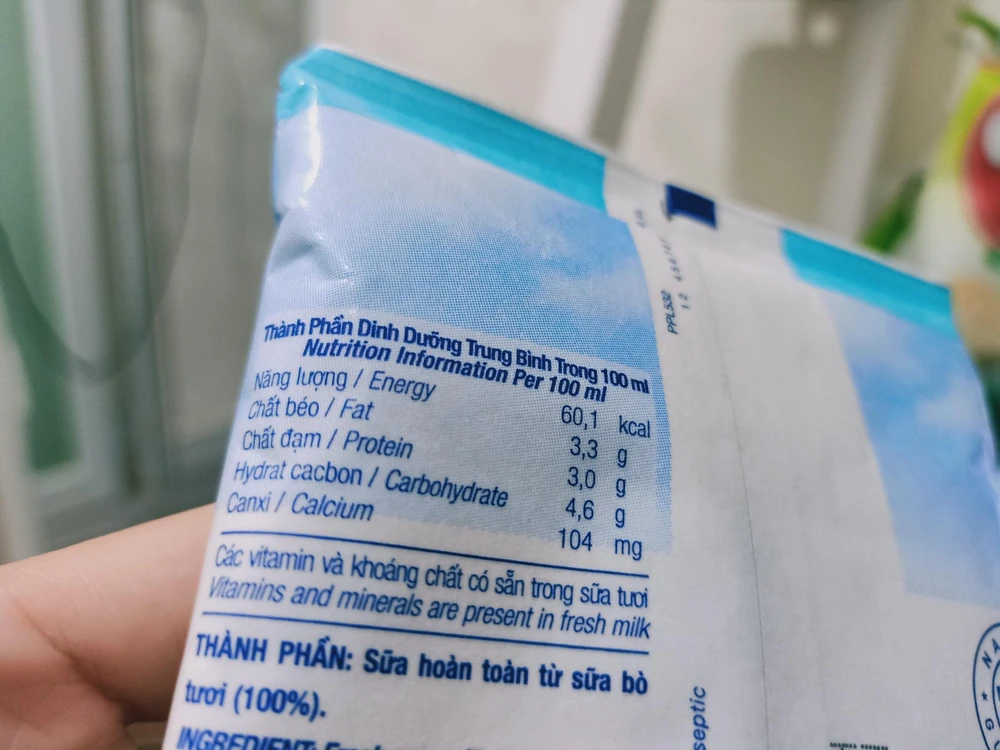 Thành Phần Dinh Dưỡng Trung Bình Trong 100 ml
Nutrition Information Per 100 ml
Năng lượng / Energy 60,1 kcal
Chất béo / Fat 3,3 g
Chất đạm / Protein 3,0 g
Hydrat cacbon / Carbohydrate 4,6 g
Canxi / Calcium 104 mg
Các vitamin và khoáng chất có sẵn trong sữa tươi
Vitamins and minerals are present in fresh milk
THÀNH PHẦN: Sữa hoàn toàn từ sữa bò
tươi (100%).
INGREDIENT:
PPL532
septic